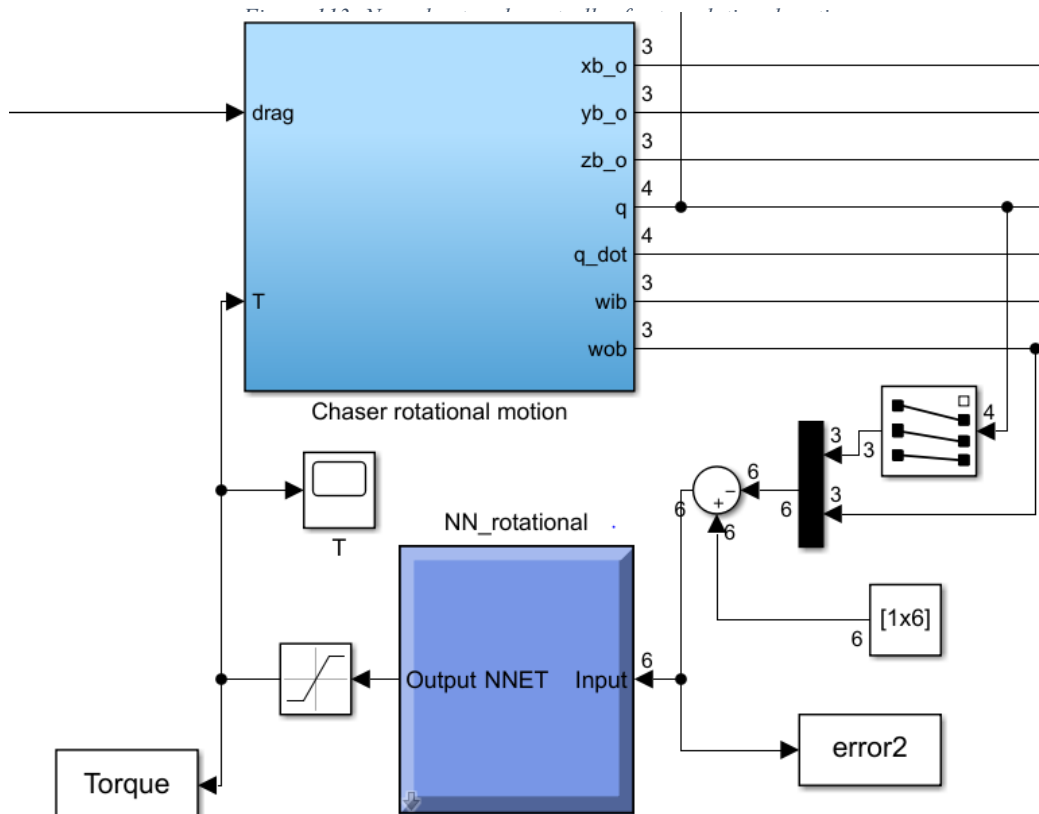 xb_o
3
yb_o
3
drag
zb_o
3
q
4
q_dot
4
T
wib
3
wob
3
Chaser rotational motion
4
3
3
6
−
+
6
6
3
6
T
NN_rotational
[1x6]
6
Output NNET
Input
6
error2
Torque